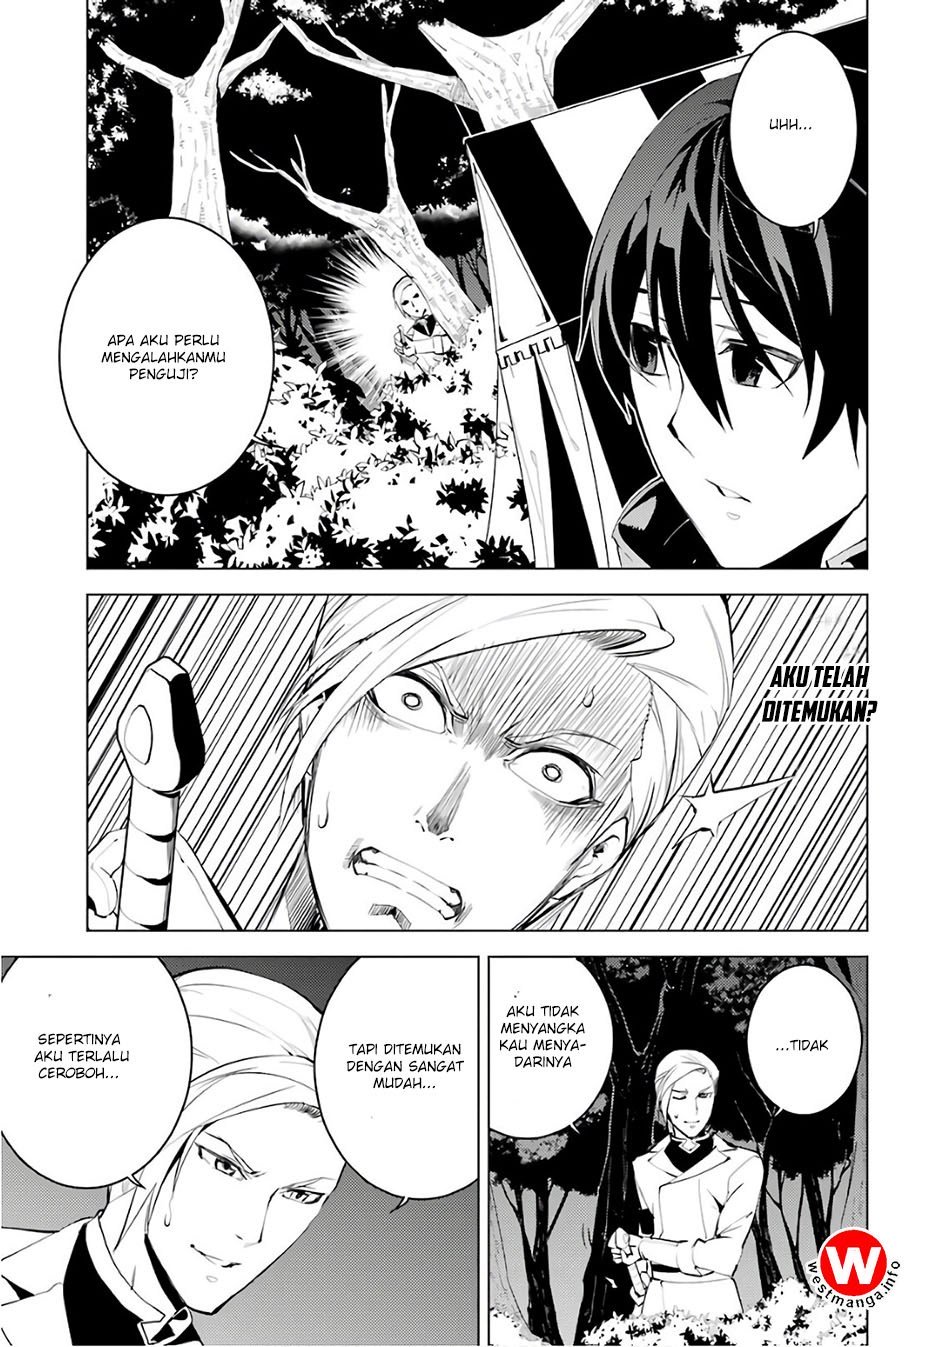 UHH...
APA AKU PERLU
MENGALAHKANMU
PENGUJI?
AKU TELAH
DITEMUKAN?
...TIDAK
AKU TIDAK
MENYANGKA
KAU MENYA-
DARINYA
TAPI DITEMUKAN
DENGAN SANGAT
MUDAH...
SEPERTINYA
AKU TERLALU
CEROBOH...
W
westmanga.info